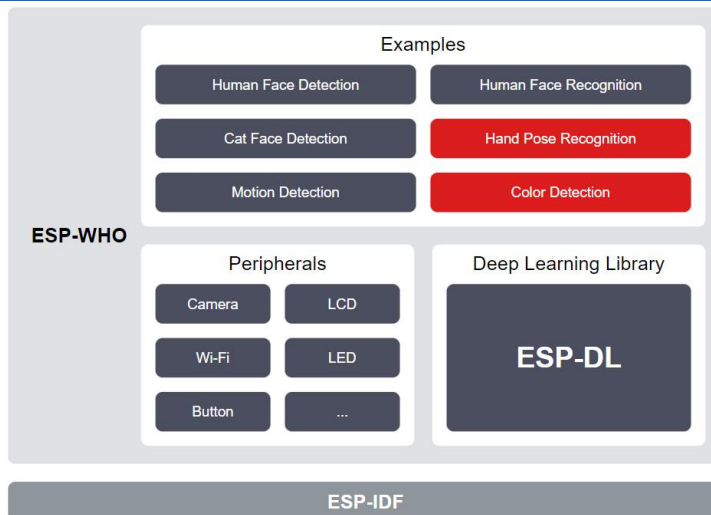 Examples
Human Face Detection
Human Face Recognition
Cat Face Detection
Hand Pose Recognition
Motion Detection
Color Detection
ESP-WHO
Peripherals
Camera
LCD
Wi-Fi
LED
Button
...
Deep Learning Library
ESP-DL
ESP-IDF